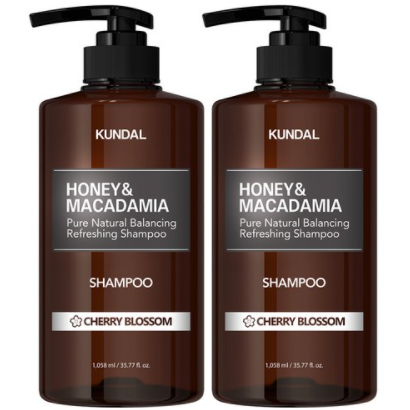 KUNDAL
HONEY&
MACADAMIA
Pure Natural Balancing
Refreshing Shampoo
SHAMPOO
CHERRY BLOSSOM
1,058 ml / 35.77 fl. oz.
KUNDAL
HONEY&
MACADAMIA
Pure Natural Balancing
Refreshing Shampoo
SHAMPOO
CHERRY BLOSSOM
1,058 ml / 35.77 fl. oz.